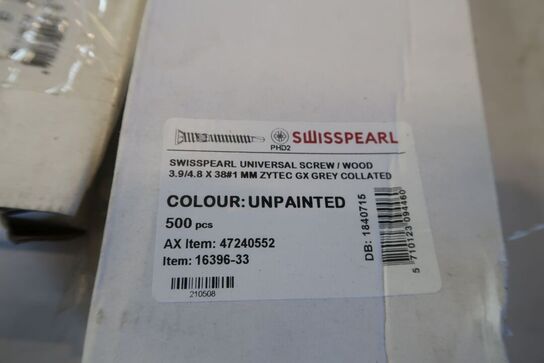 SWISSPEARL
PHD2
SWISSPEARL UNIVERSAL SCREW / WOOD
3.9/4.8 X 38#1 MM ZYTEC GX GREY COLLATED
COLOUR: UNPAINTED
500 pcs
AX Item: 47240552
Item: 16396-33
210508
DB: 1840715
5 710123 094460